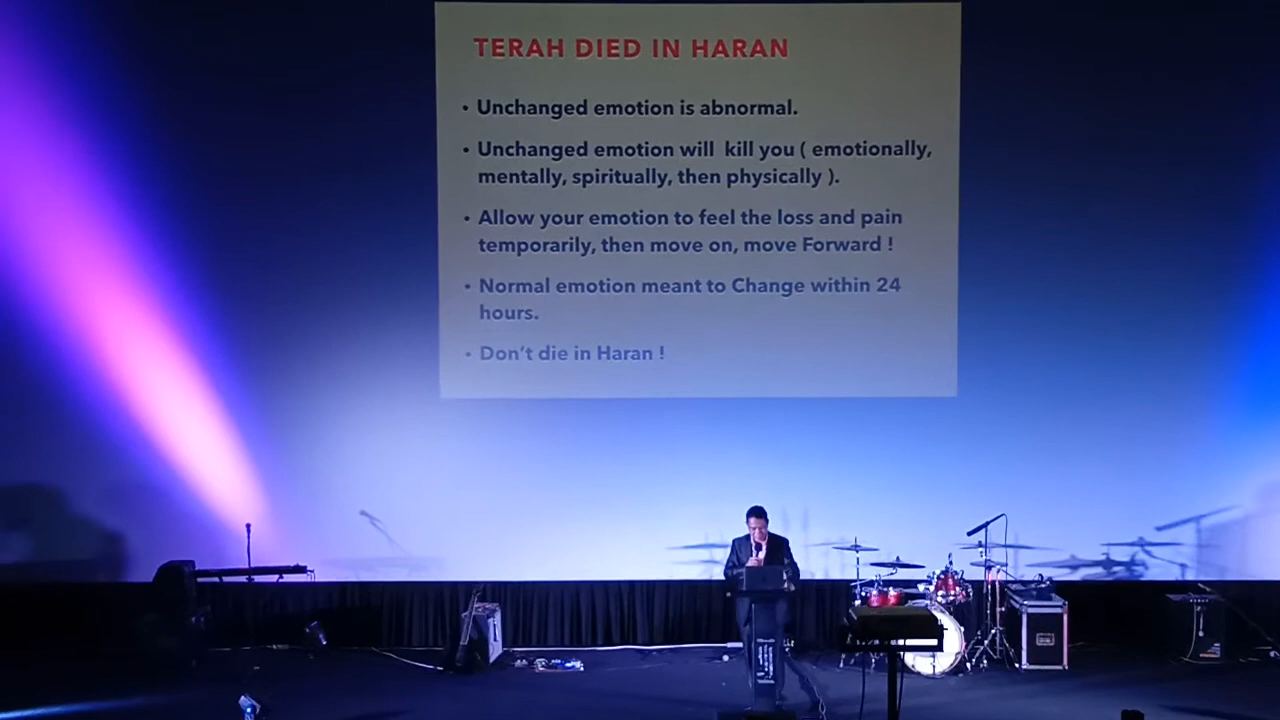 TERAH DIED IN HARAN
• Unchanged emotion is abnormal.
• Unchanged emotion will kill you ( emotionally,
mentally, spiritually, then physically ).
• Allow your emotion to feel the loss and pain
temporarily, then move on, move Forward !
• Normal emotion meant to Change within 24
hours.
• Don't die in Haran !